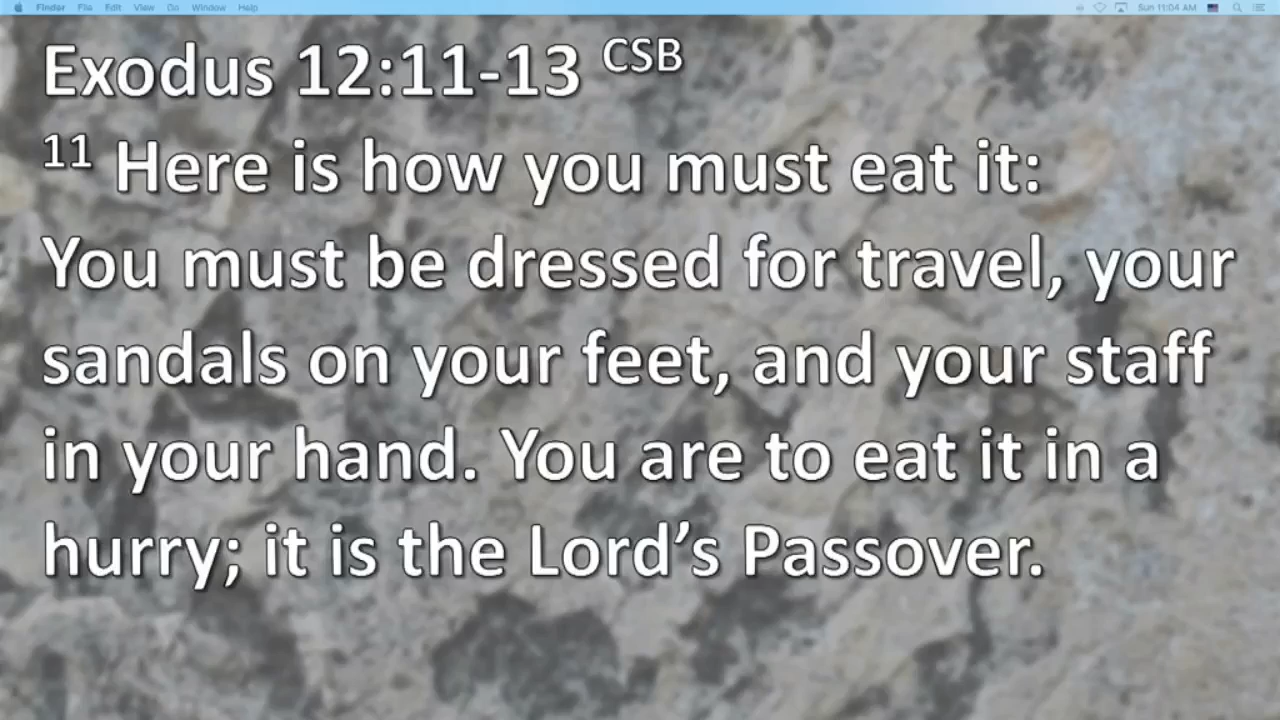 Finder File Edit View Go Window Help Sun 11:04 AM
Exodus 12:11-13 CSB
11 Here is how you must eat it:
You must be dressed for travel, your
sandals on your feet, and your staff
in your hand. You are to eat it in a
hurry; it is the Lord’s Passover.